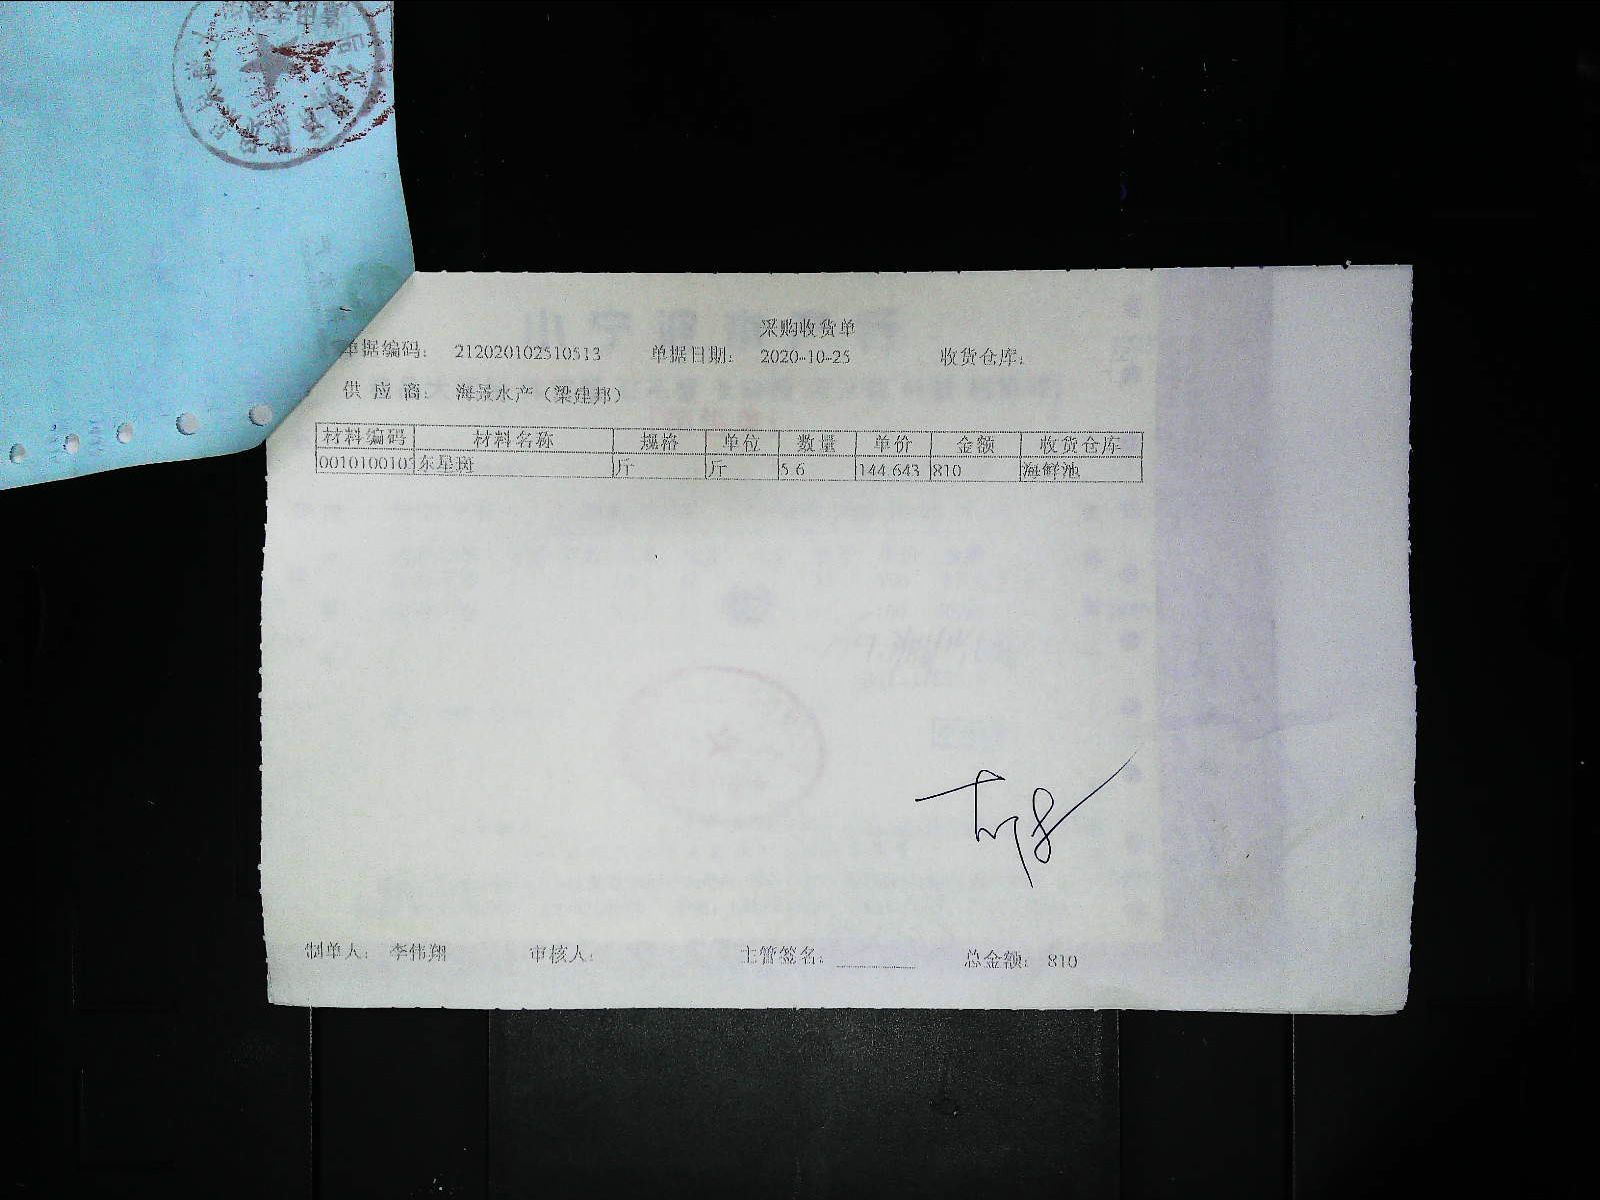 采购收货单
单据编码: 212020102510513 单据日期: 2020-10-25 收货仓库:
供应商: 海景水产（梁建邦）
材料编码 材料名称 规格 单位 数量 单价 金额 收货仓库
东星斑 斤 斤 5.6 144.643 810 海鲜池
制单人: 李伟翔 审核人: 主管签名: 总金额: 810